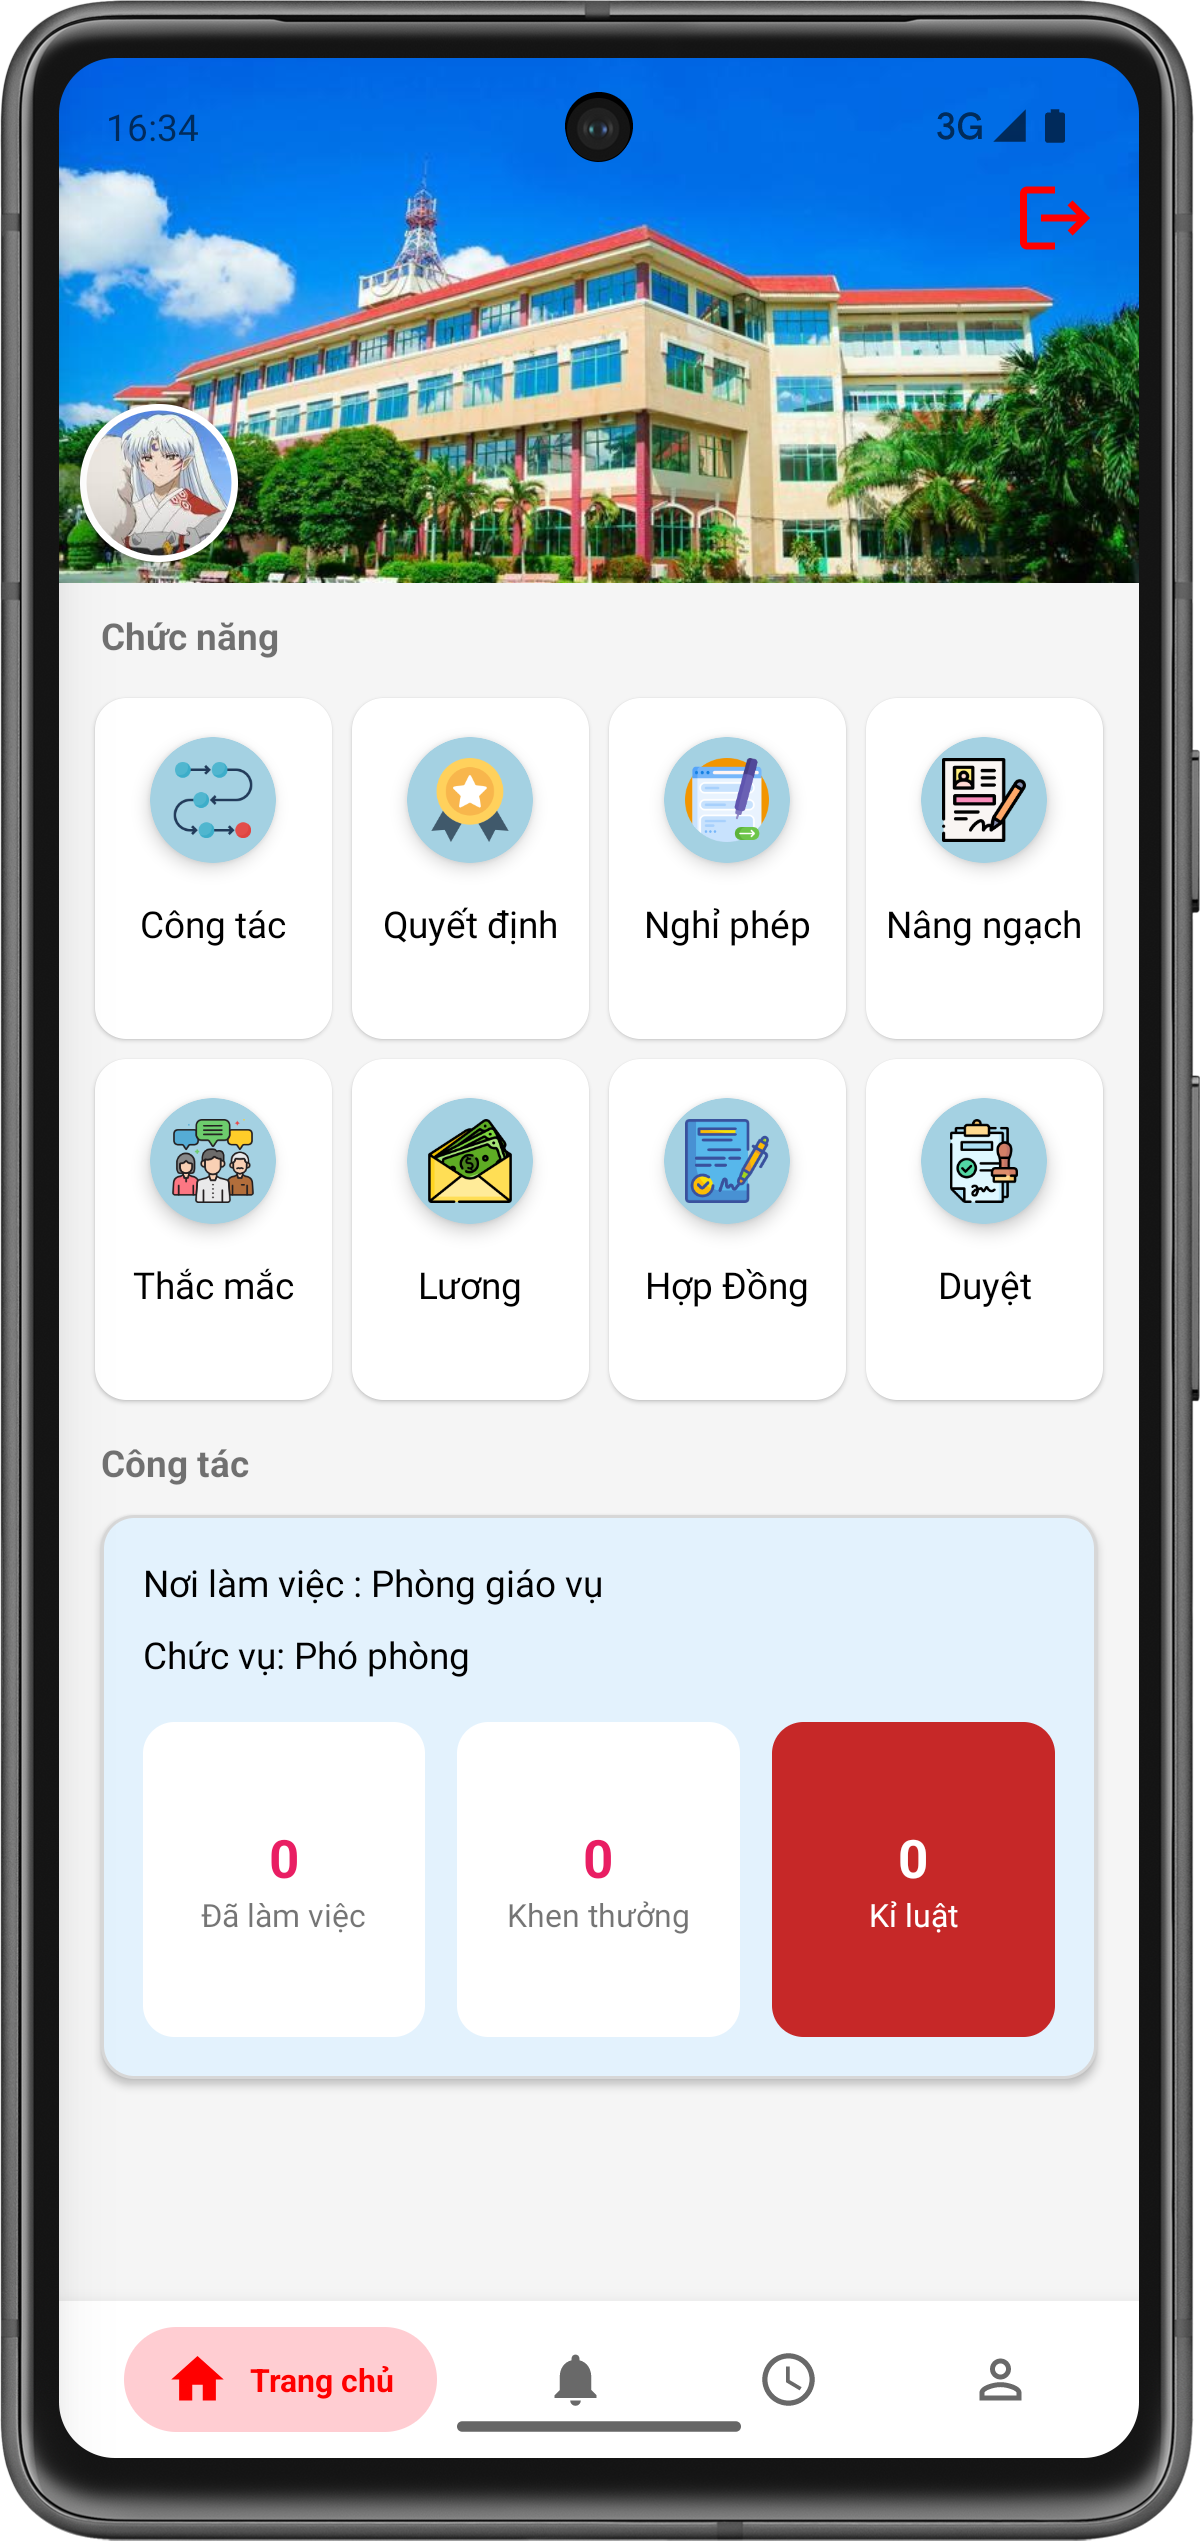 16:34
3G
Chức năng
Công tác
Quyết định
Nghỉ phép
Nâng ngạch
Thắc mắc
Lương
Hợp Đồng
Duyệt
Công tác
Nơi làm việc : Phòng giáo vụ
Chức vụ: Phó phòng
0
Đã làm việc
0
Khen thưởng
0
Kỉ luật
Trang chủ